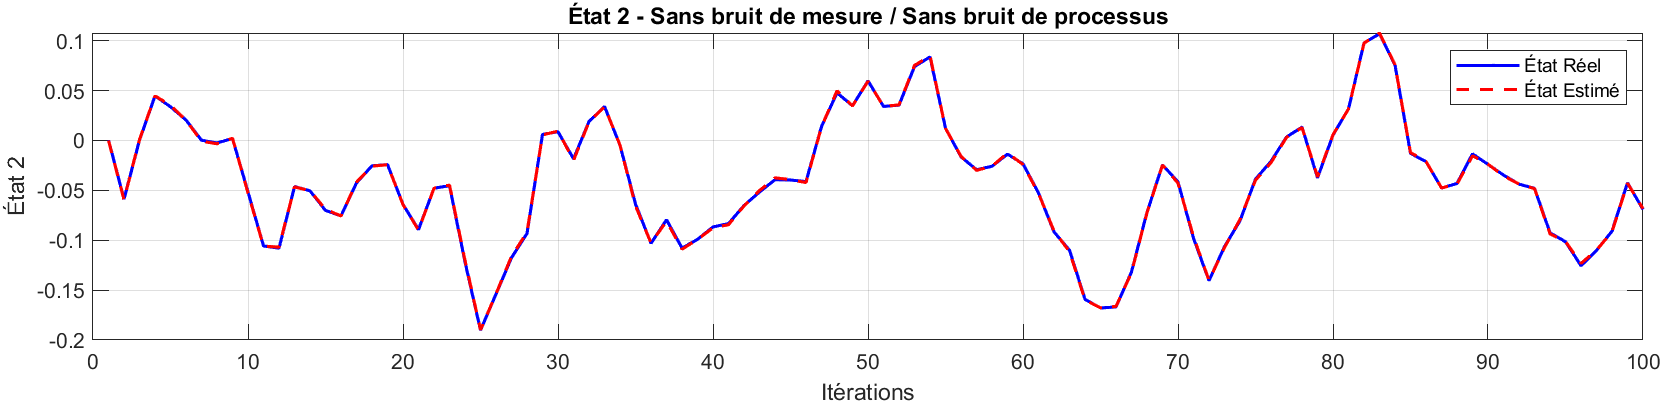 État 2 - Sans bruit de mesure / Sans bruit de processus
0.1
0.05
0
-0.05
-0.1
-0.15
-0.2
État 2
État Réel
État Estimé
0 10 20 30 40 50 60 70 80 90 100
Itérations